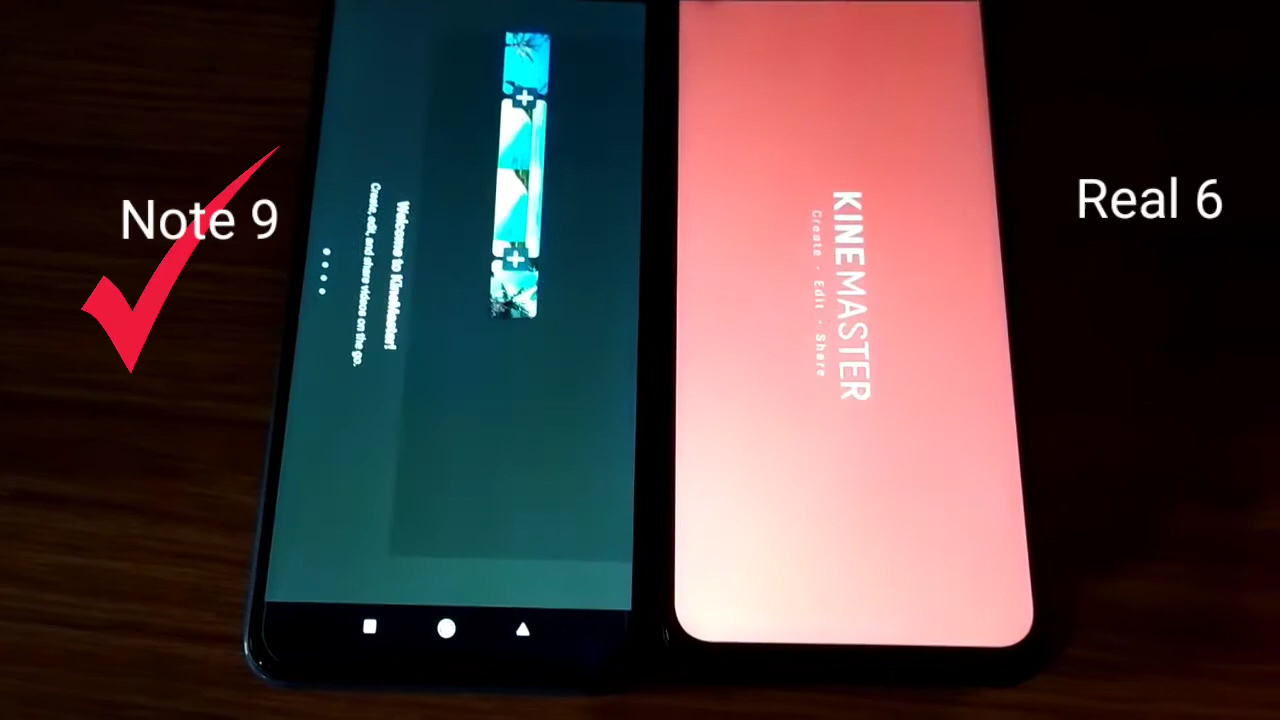 Note 9
Welcome to KineMaster!
Create, edit, and share videos on the go.
KINEMASTER
Create · Edit · Share
Real 6